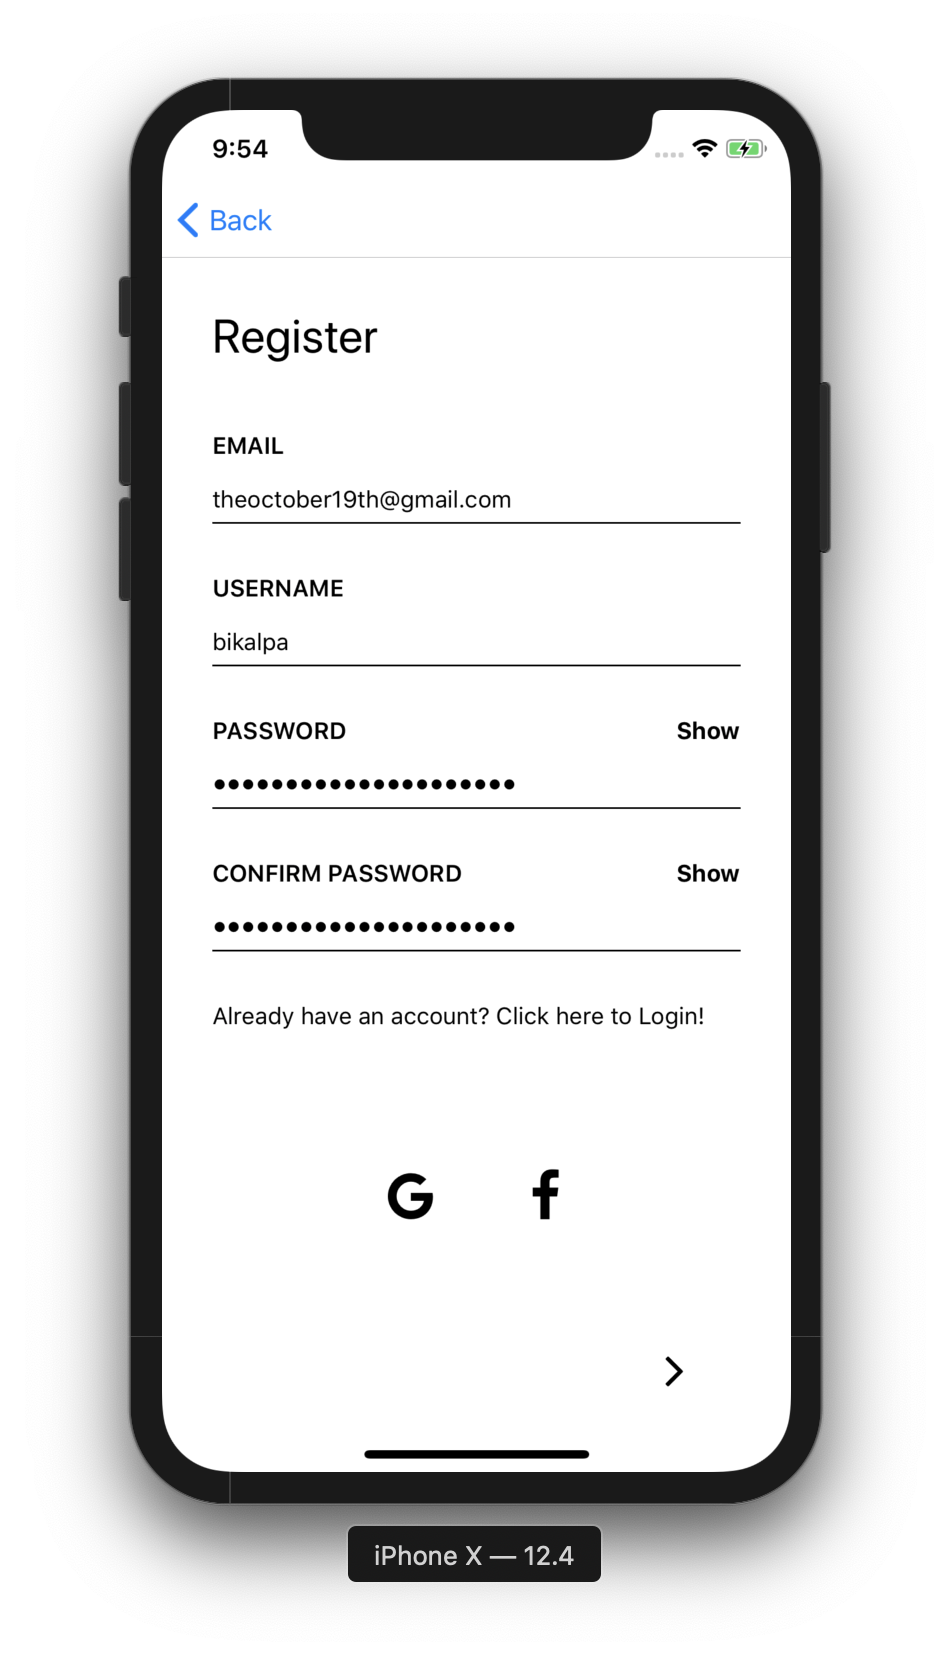 9:54
Back
Register
EMAIL
theoctober19th@gmail.com
USERNAME
bikalpa
PASSWORD Show
•••••••••••••••••••••
CONFIRM PASSWORD Show
•••••••••••••••••••••
Already have an account? Click here to Login!
iPhone X — 12.4